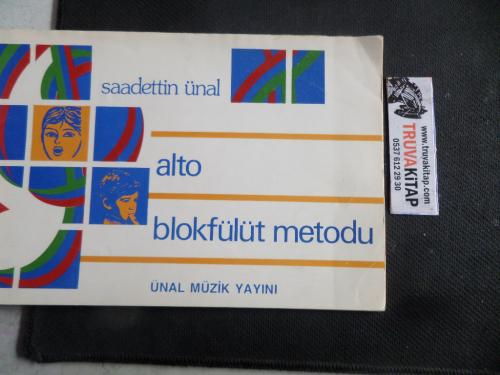 saadettin ünal
alto
blokfülüt metodu
ÜNAL MÜZİK YAYINI
www.truvakitap.com
TRUVAKİTAP
0537 612 29 30